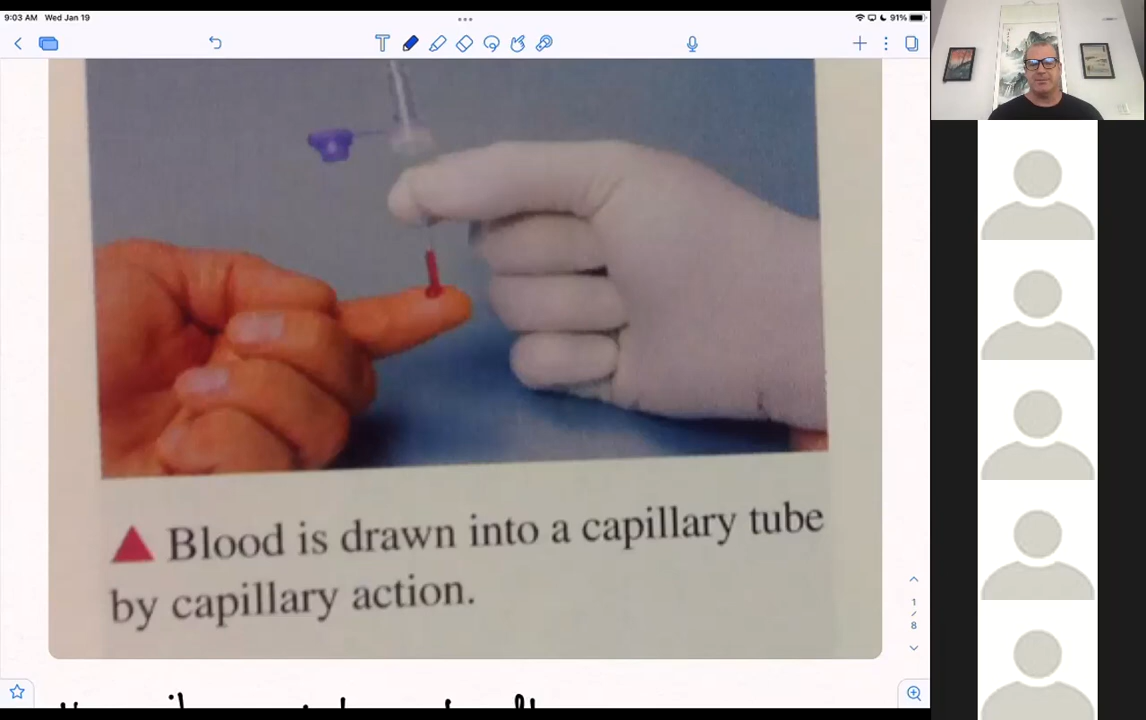 9:03 AM Wed Jan 19
91%
▲ Blood is drawn into a capillary tube
by capillary action.
1
/
8